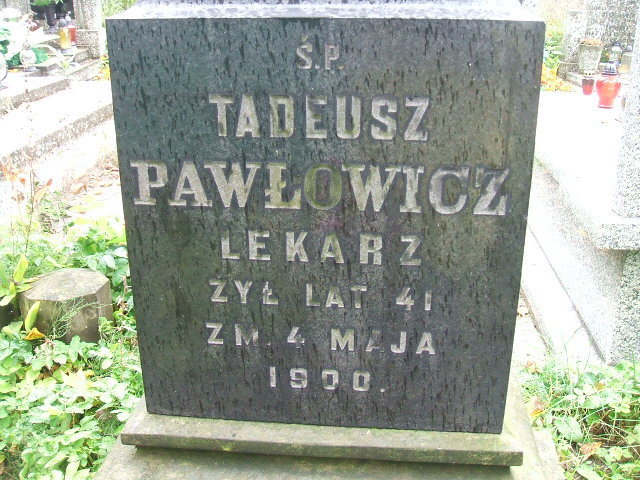 Ś.P.
TADEUSZ
PAWŁOWICZ
LEKARZ
ŻYŁ LAT 41
ZM. 4 MAJA
1900.